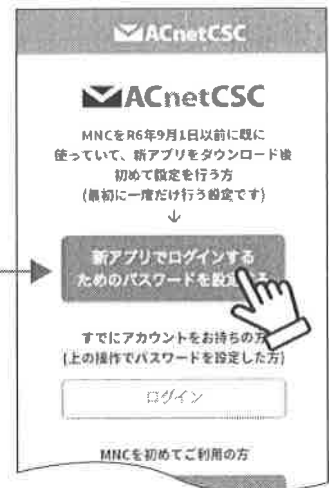 ACnetCSC
ACnetCSC
MNCをR6年9月1日以前に既に
使っていて、新アプリをダウンロード後
初めて設定を行う方
(最初に一度だけ行う設定です)
↓
新アプリでログインする
ためのパスワードを設定する
すでにアカウントをお持ちの方
(上の操作でパスワードを設定した方)
ログイン
MNCを初めてご利用の方